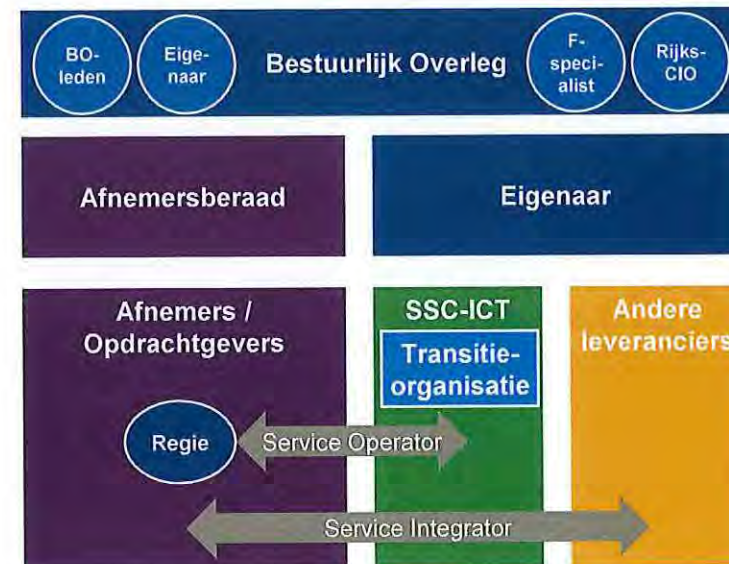 BO-
leden
Eige-
naar
Bestuurlijk Overleg
F-
speci-
alist
Rijks-
CIO
Afnemersberaad
Eigenaar
Afnemers /
Opdrachtgevers
SSC-ICT
Transitie-
organisatie
Andere
leveranciers
Regie
Service Operator
Service Integrator